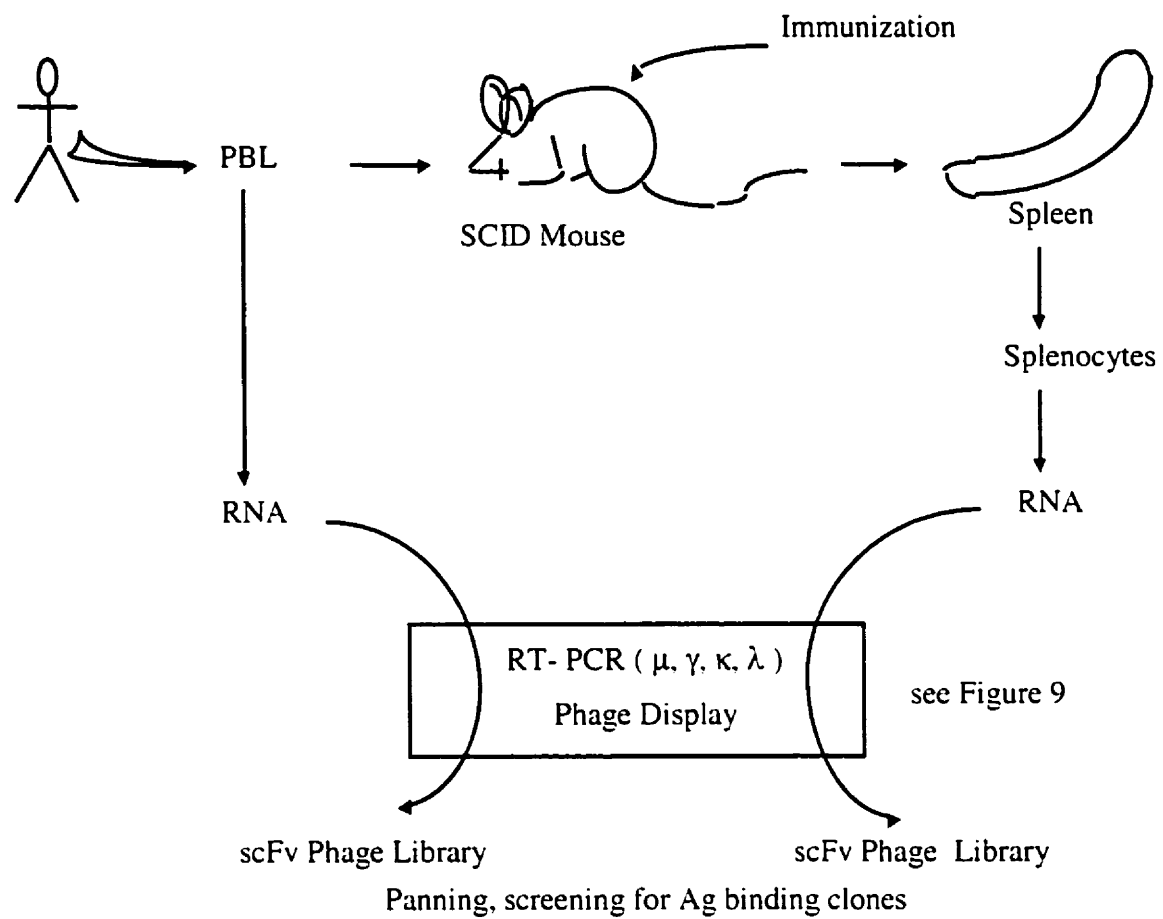 Immunization
PBL
SCID Mouse
Spleen
Splenocytes
RNA
RNA
RT- PCR ( μ, γ, κ, λ )
Phage Display
see Figure 9
scFv Phage Library
scFv Phage Library
Panning, screening for Ag binding clones